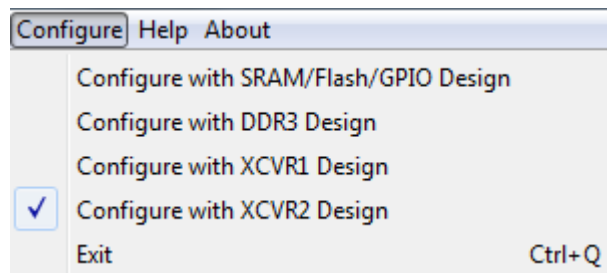 Configure Help About
Configure with SRAM/Flash/GPIO Design
Configure with DDR3 Design
Configure with XCVR1 Design
Configure with XCVR2 Design
Exit Ctrl+Q